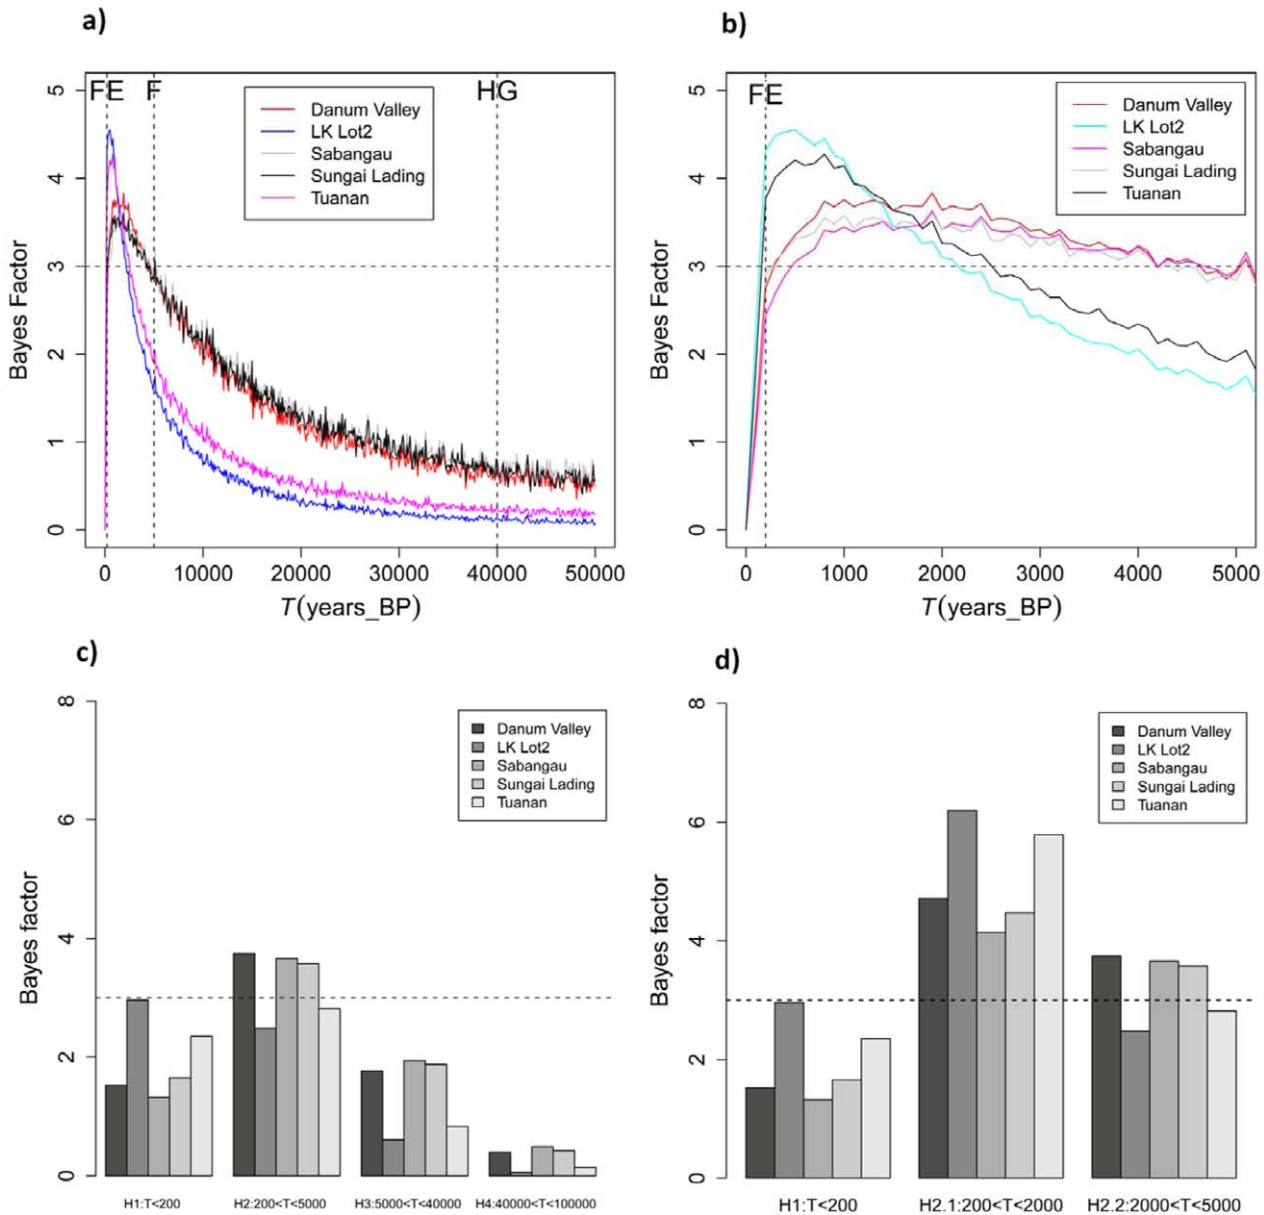 a)
FE F HG
Danum Valley
LK Lot2
Sabangau
Sungai Lading
Tuanan
Bayes Factor
5
4
3
2
1
0
0 10000 20000 30000 40000 50000
T(years_BP)
b)
FE
Danum Valley
LK Lot2
Sabangau
Sungai Lading
Tuanan
Bayes Factor
5
4
3
2
1
0
0 1000 2000 3000 4000 5000
T(years_BP)
c)
Danum Valley
LK Lot2
Sabangau
Sungai Lading
Tuanan
Bayes factor
8
6
4
2
0
H1:T<200 H2:200<T<5000 H3:5000<T<40000 H4:40000<T<100000
d)
Danum Valley
LK Lot2
Sabangau
Sungai Lading
Tuanan
Bayes factor
8
6
4
2
0
H1:T<200 H2.1:200<T<2000 H2.2:2000<T<5000